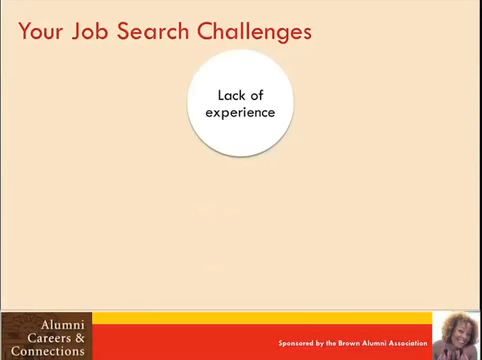 Your Job Search Challenges
Lack of
experience
Alumni
Careers &
Connections
Sponsored by the Brown Alumni Association